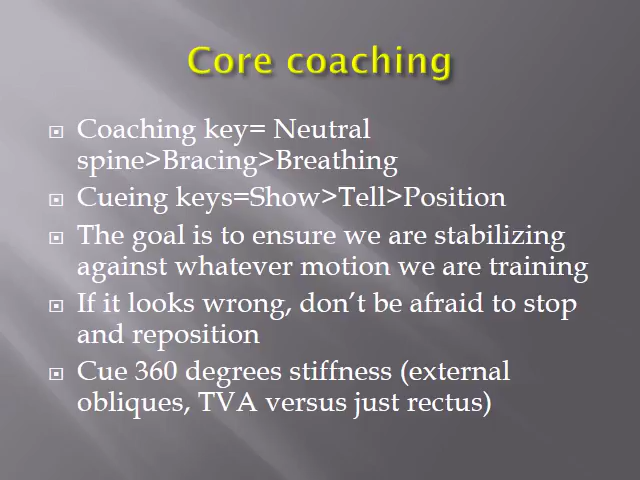 Core coaching
Coaching key= Neutral
spine>Bracing>Breathing
Cueing keys=Show>Tell>Position
The goal is to ensure we are stabilizing
against whatever motion we are training
If it looks wrong, don’t be afraid to stop
and reposition
Cue 360 degrees stiffness (external
obliques, TVA versus just rectus)